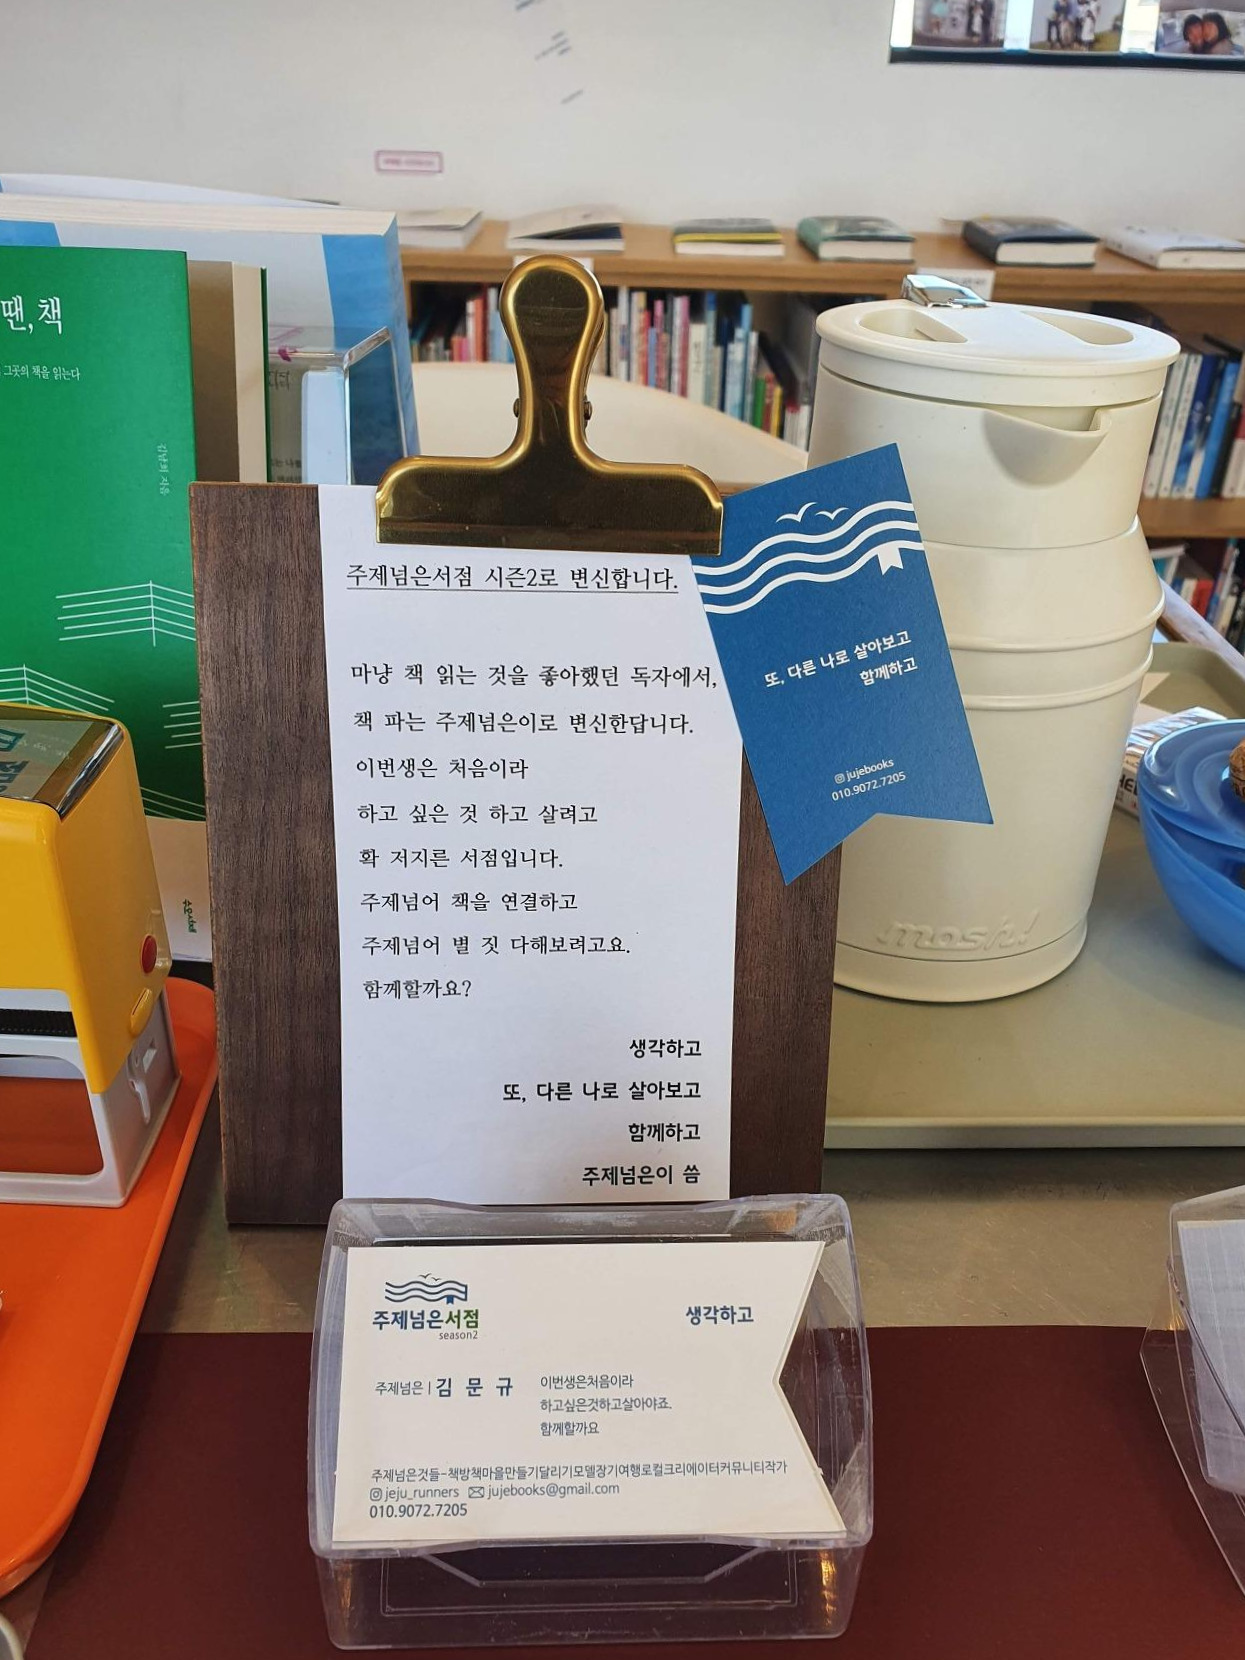 땐, 책
그곳의 책을 읽는다
김남희 지음
주제넘은서점 시즌2로 변신합니다.
마냥 책 읽는 것을 좋아했던 독자에서,
책 파는 주제넘은이로 변신한답니다.
이번생은 처음이라
하고 싶은 것 하고 살려고
확 저지른 서점입니다.
주제넘어 책을 연결하고
주제넘어 별 짓 다해보려고요.
함께할까요?
생각하고
또, 다른 나로 살아보고
함께하고
주제넘은이 씀
또, 다른 나로 살아보고
함께하고
jujebooks
010.9072.7205
주제넘은서점
season2
생각하고
주제넘은 | 김 문 규
이번생은처음이라
하고싶은것하고살아야죠.
함께할까요
주제넘은것들-책방책마을만들기달리기모델장기여행로컬크리에이터커뮤니티작가
jeju_runners jujebooks@gmail.com
010.9072.7205